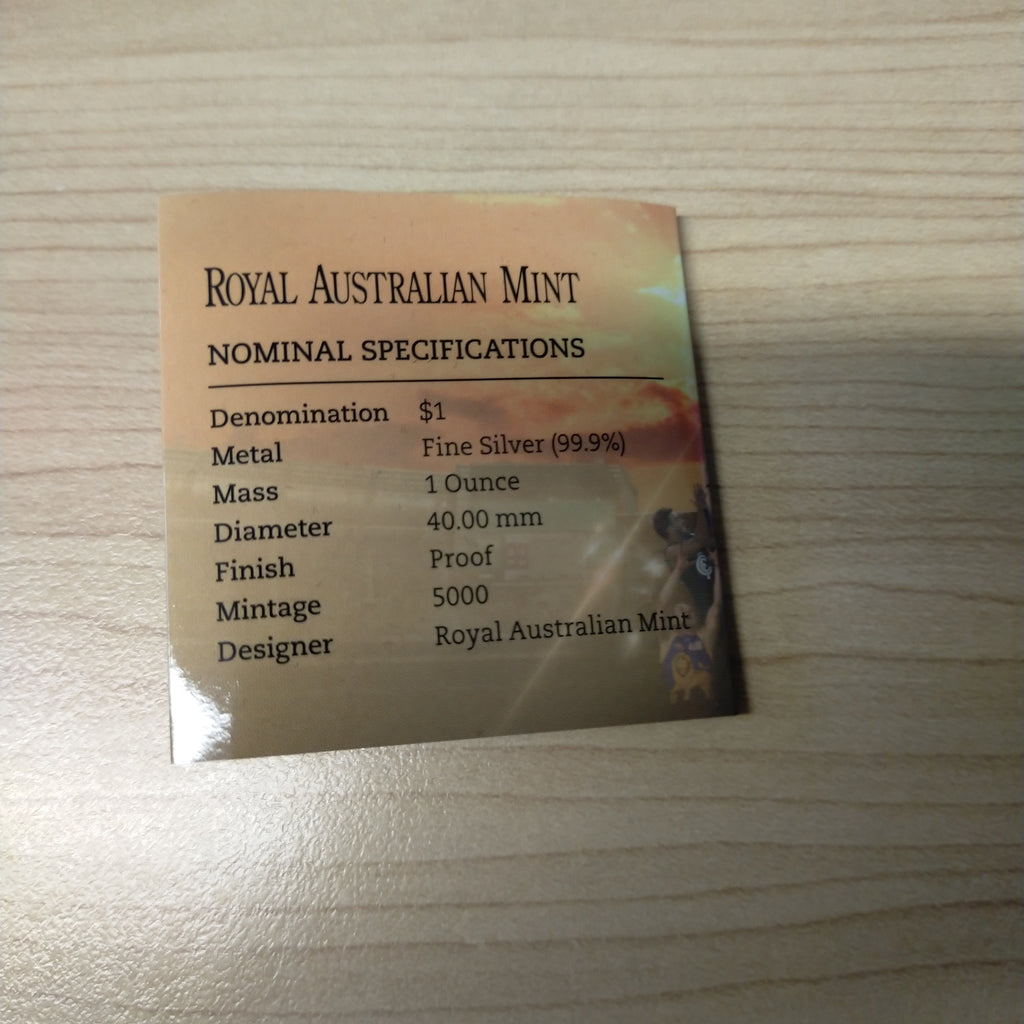 ROYAL AUSTRALIAN MINT
NOMINAL SPECIFICATIONS
Denomination $1
Metal Fine Silver (99.9%)
Mass 1 Ounce
Diameter 40.00 mm
Finish Proof
Mintage 5000
Designer Royal Australian Mint